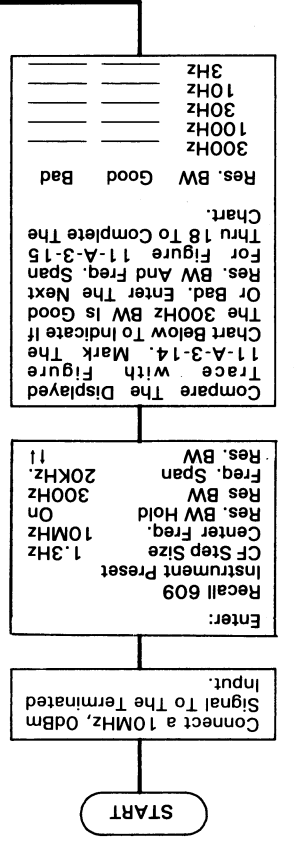 START
Connect a 10MHz, 0dBm
Signal To The Terminated
Input.
Enter:
Recall 609
Instrument Preset
CF Step Size 1.3Hz
Center Freq. 10MHz
Res. BW Hold On
Res BW 300Hz
Freq. Span 20KHz.
Res. BW ↑↓
Compare The Displayed
Trace with Figure
11-A-3-14. Mark The
Chart Below To Indicate If
The 300Hz BW Is Good
Or Bad. Enter The Next
Res. BW And Freq. Span
For Figure 11-A-3-15
Thru 18 To Complete The
Chart.
Res. BW Good Bad
300Hz
100Hz
30Hz
10Hz
3Hz